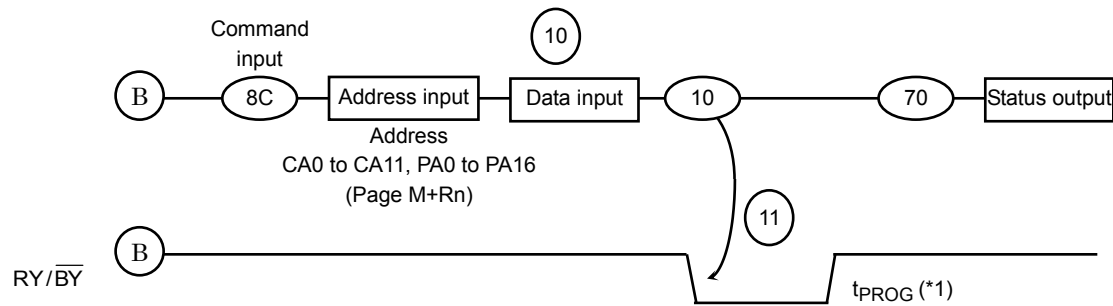 Command
input
10
B
8C
Address input
Data input
10
70
Status output
Address
CA0 to CA11, PA0 to PA16
(Page M+Rn)
11
B
RY/BY
tPROG (*1)